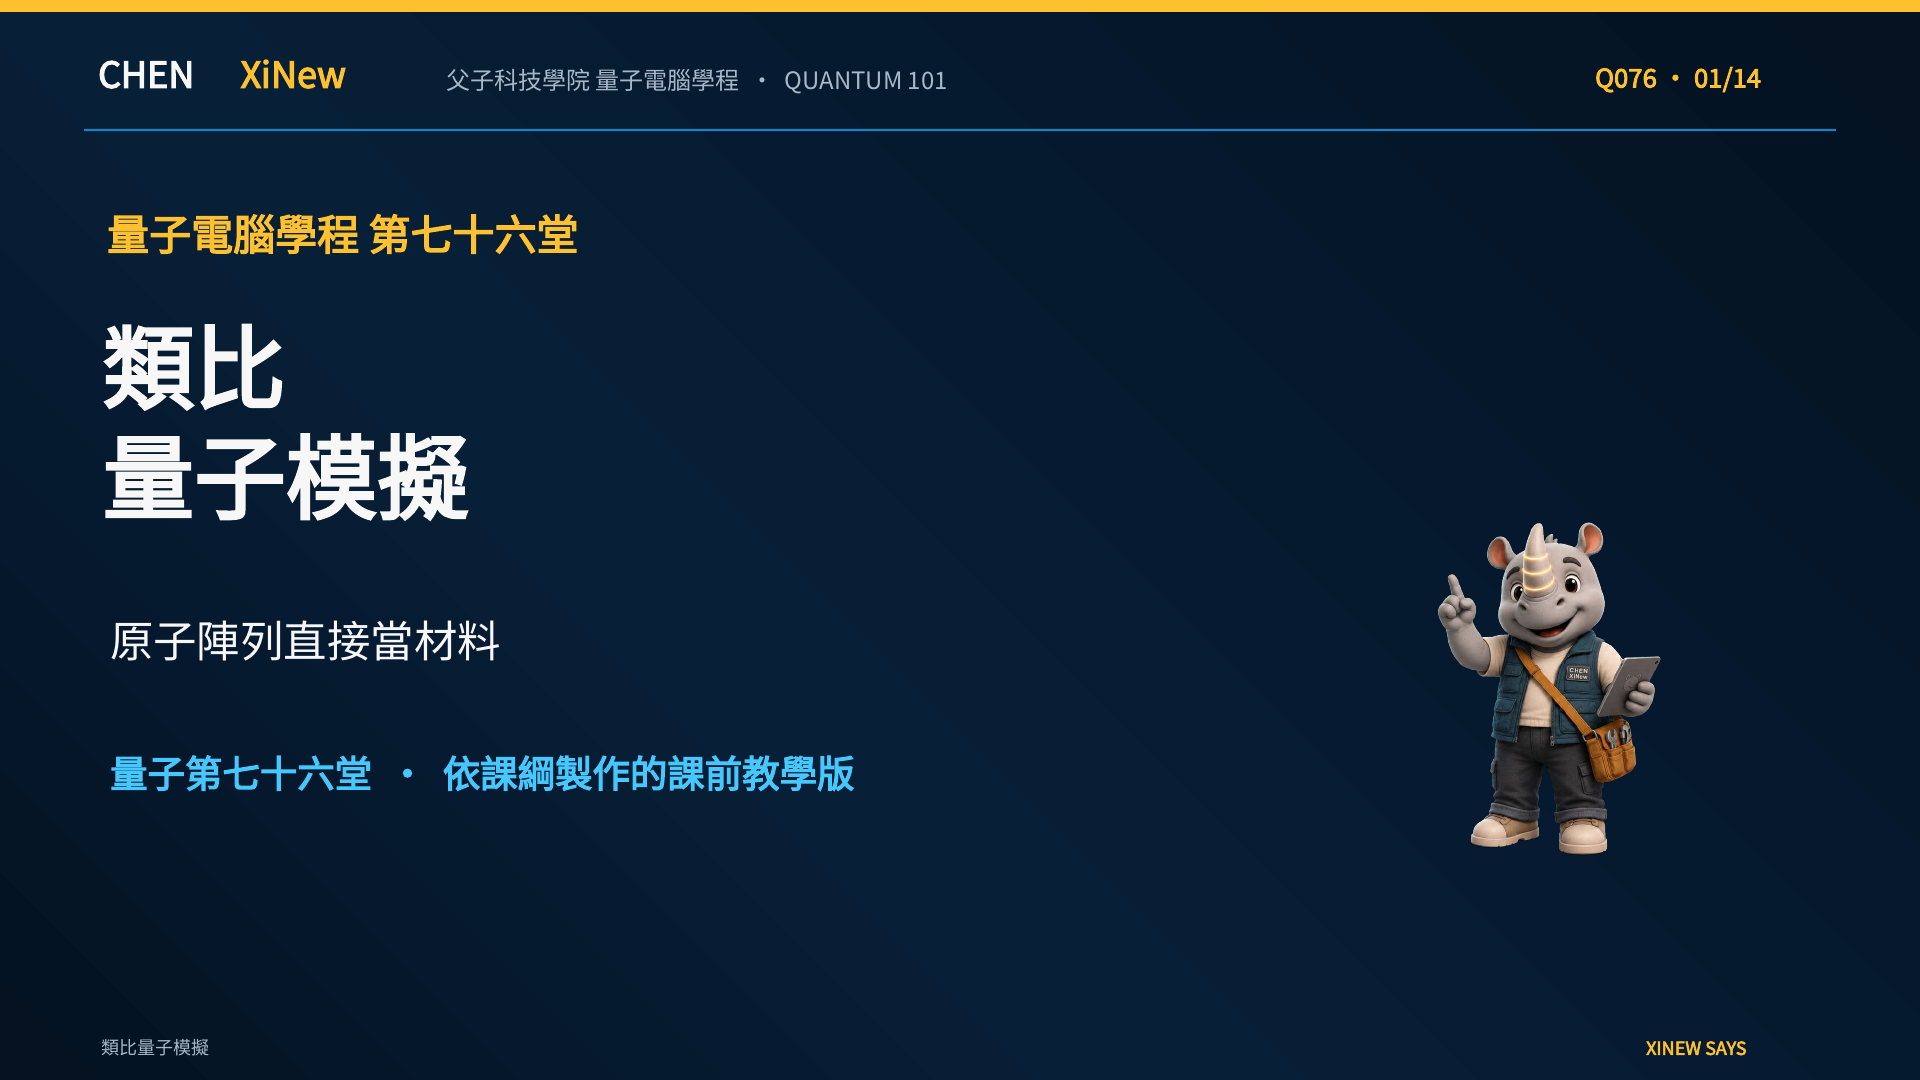 CHEN XiNew 父子科技學院 量子電腦學程 • QUANTUM 101 Q076 • 01/14
量子電腦學程 第七十六堂
類比
量子模擬
原子陣列直接當材料
量子第七十六堂 • 依課綱製作的課前教學版
CHEN
XiNew
類比量子模擬 XINEW SAYS